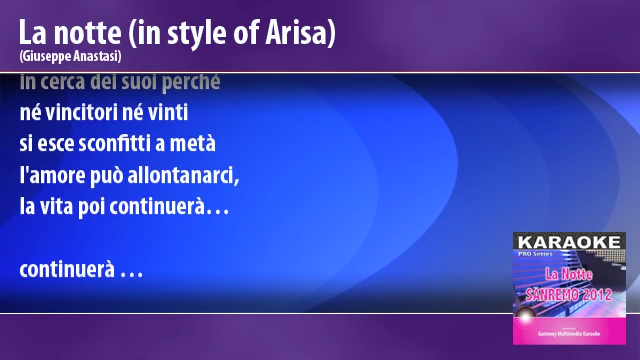 La notte (in style of Arisa)
(Giuseppe Anastasi)
in cerca dei suoi perché
né vincitori né vinti
si esce sconfitti a metà
l'amore può allontanarci,
la vita poi continuerà…
continuerà …
KARAOKE
PRO Series
La Notte
SANREMO 2012
Gateway Multimedia Karaoke